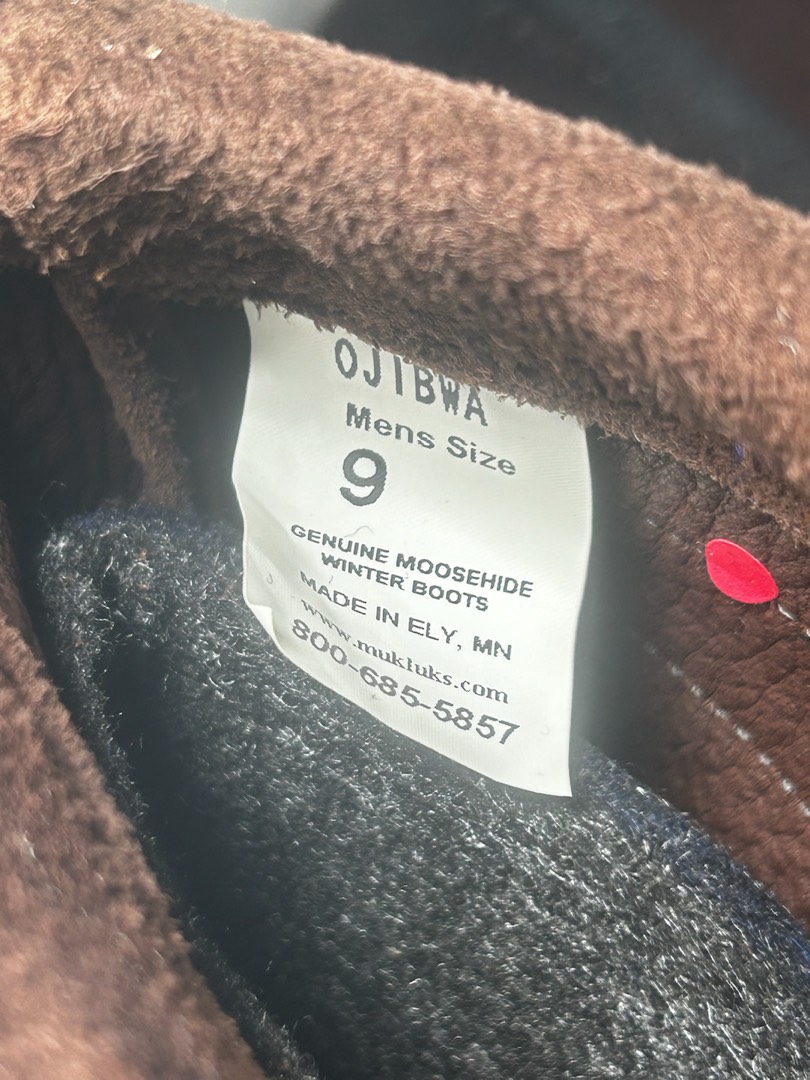 OJIBWA
Mens Size
9
GENUINE MOOSEHIDE
WINTER BOOTS
MADE IN ELY, MN
www.mukluks.com
800-685-5857